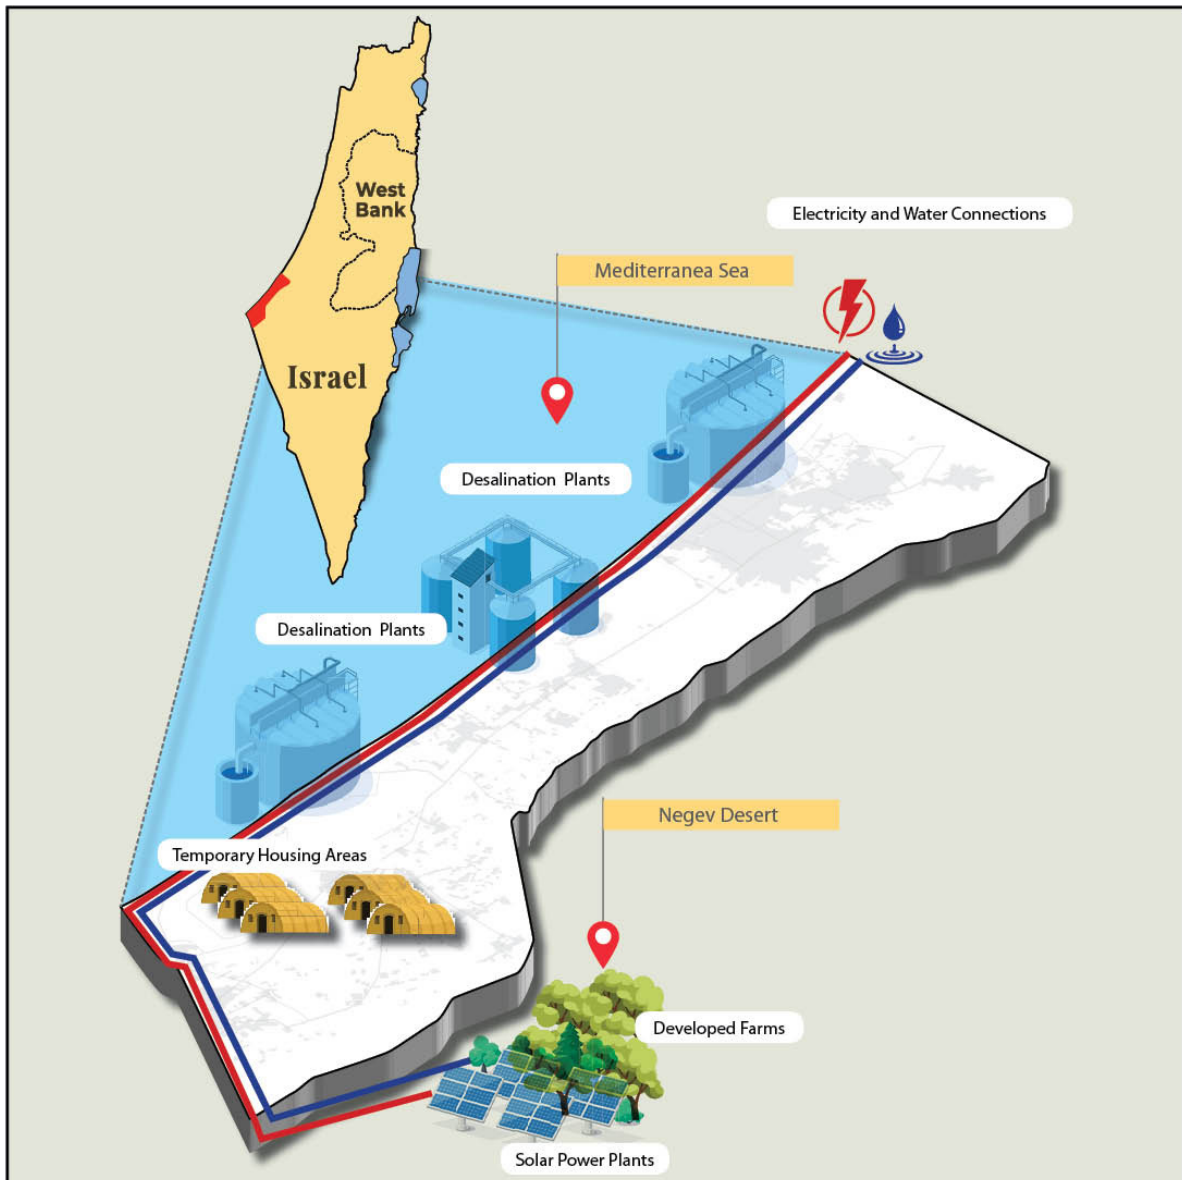 West
Bank
Electricity and Water Connections
Mediterranea Sea
Israel
Desalination Plants
Desalination Plants
Negev Desert
Temporary Housing Areas
Developed Farms
Solar Power Plants